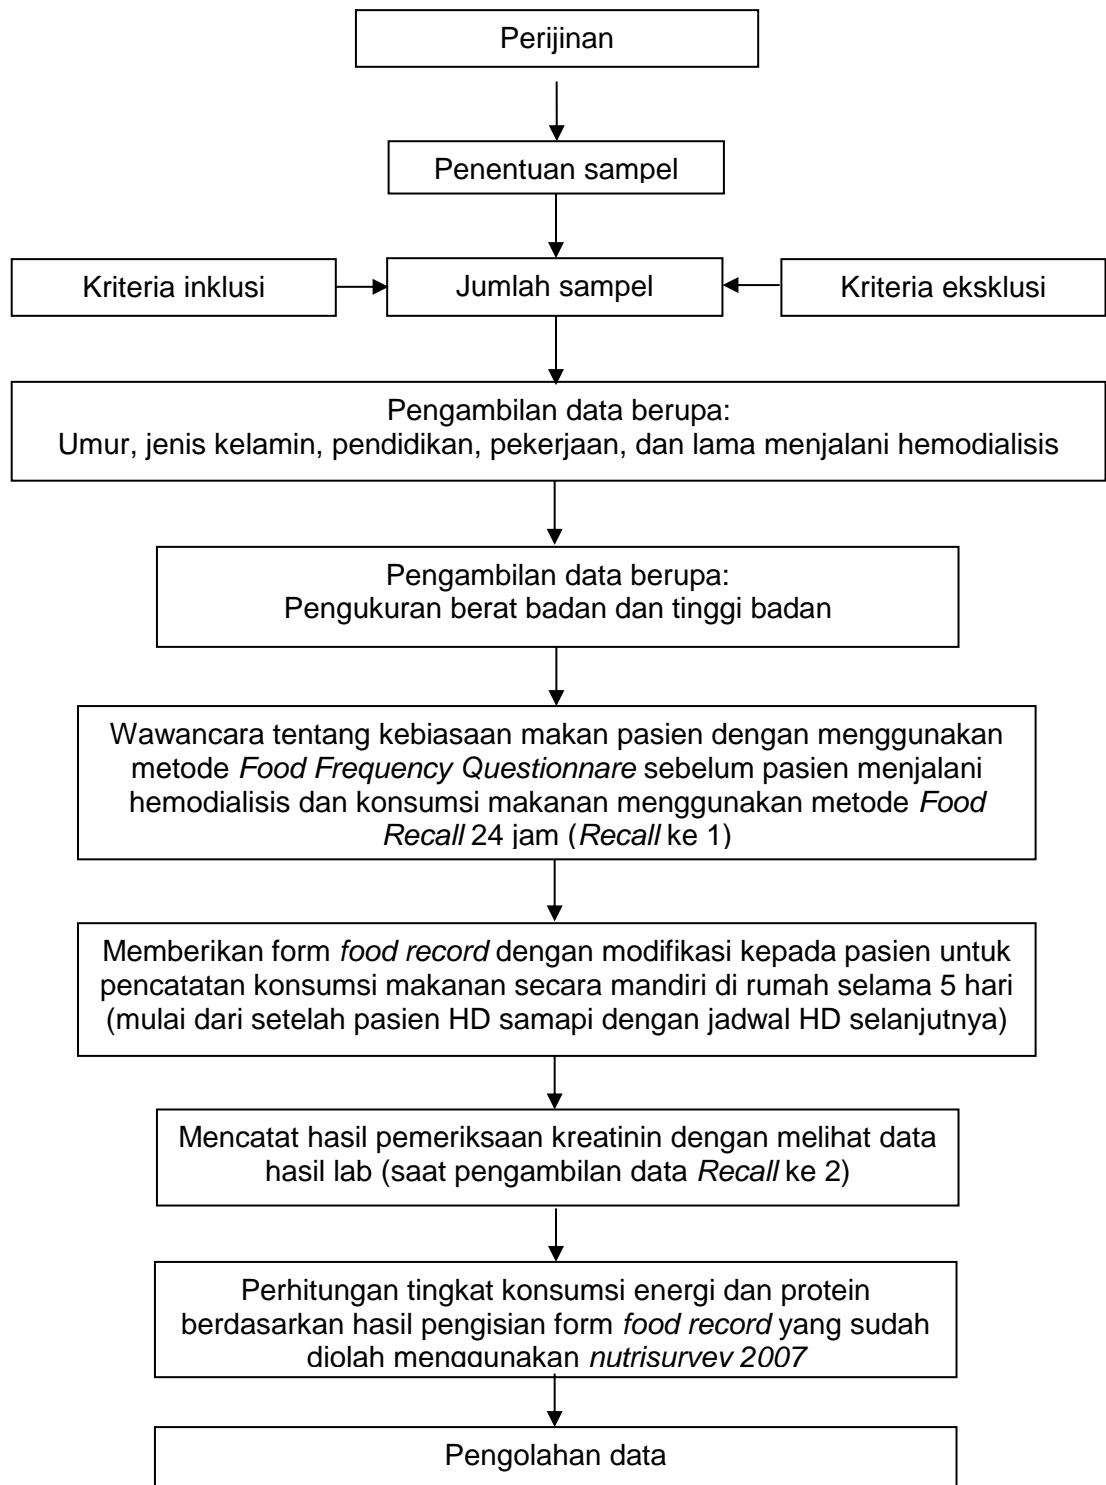 Perijinan
Penentuan sampel
Kriteria inklusi
Jumlah sampel
Kriteria eksklusi
Pengambilan data berupa:
Umur, jenis kelamin, pendidikan, pekerjaan, dan lama menjalani hemodialisis
Pengambilan data berupa:
Pengukuran berat badan dan tinggi badan
Wawancara tentang kebiasaan makan pasien dengan menggunakan
metode Food Frequency Questionnare sebelum pasien menjalani
hemodialisis dan konsumsi makanan menggunakan metode Food
Recall 24 jam (Recall ke 1)
Memberikan form food record dengan modifikasi kepada pasien untuk
pencatatan konsumsi makanan secara mandiri di rumah selama 5 hari
(mulai dari setelah pasien HD samapi dengan jadwal HD selanjutnya)
Mencatat hasil pemeriksaan kreatinin dengan melihat data
hasil lab (saat pengambilan data Recall ke 2)
Perhitungan tingkat konsumsi energi dan protein
berdasarkan hasil pengisian form food record yang sudah
diolah menggunakan nutrisurvey 2007
Pengolahan data